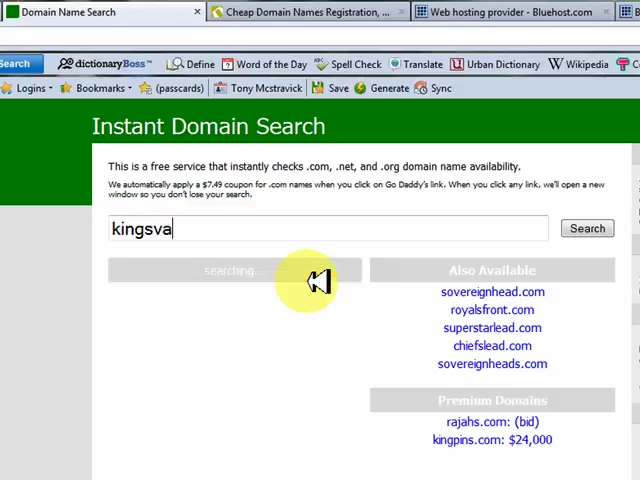 Domain Name Search
Cheap Domain Names Registration, ...
Web hosting provider - Bluehost.com
Search
dictionaryBoss
Define
Word of the Day
Spell Check
Translate
Urban Dictionary
Wikipedia
Logins
Bookmarks
(passcards)
Tony Mcstravick
Save
Generate
Sync
Instant Domain Search
This is a free service that instantly checks .com, .net, and .org domain name availability.
We automatically apply a $7.49 coupon for .com names when you click on Go Daddy's link. When you click any link, we'll open a new
window so you don't lose your search.
kingsva
Search
... searching...
Also Available
sovereignhead.com
royalsfront.com
superstarlead.com
chiefslead.com
sovereignheads.com
Premium Domains
rajahs.com: (bid)
kingpins.com: $24,000